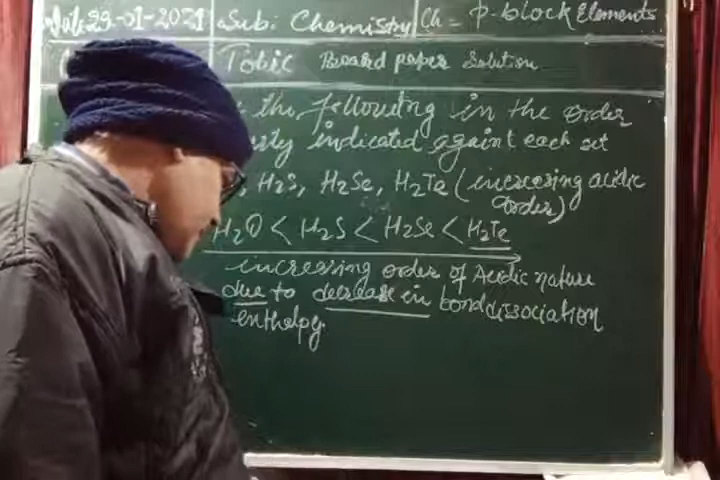 29-01-2021 Sub: Chemistry Ch = P-block Elements
Tobic Board paper Solution
the following in the order
indicated againt each set
, H2S, H2Se, H2Te (increasing acidic
order)
H2O < H2S < H2Se < H2Te
increasing order of Acidic nature
due to decrease in bond dissociation
enthalpy.